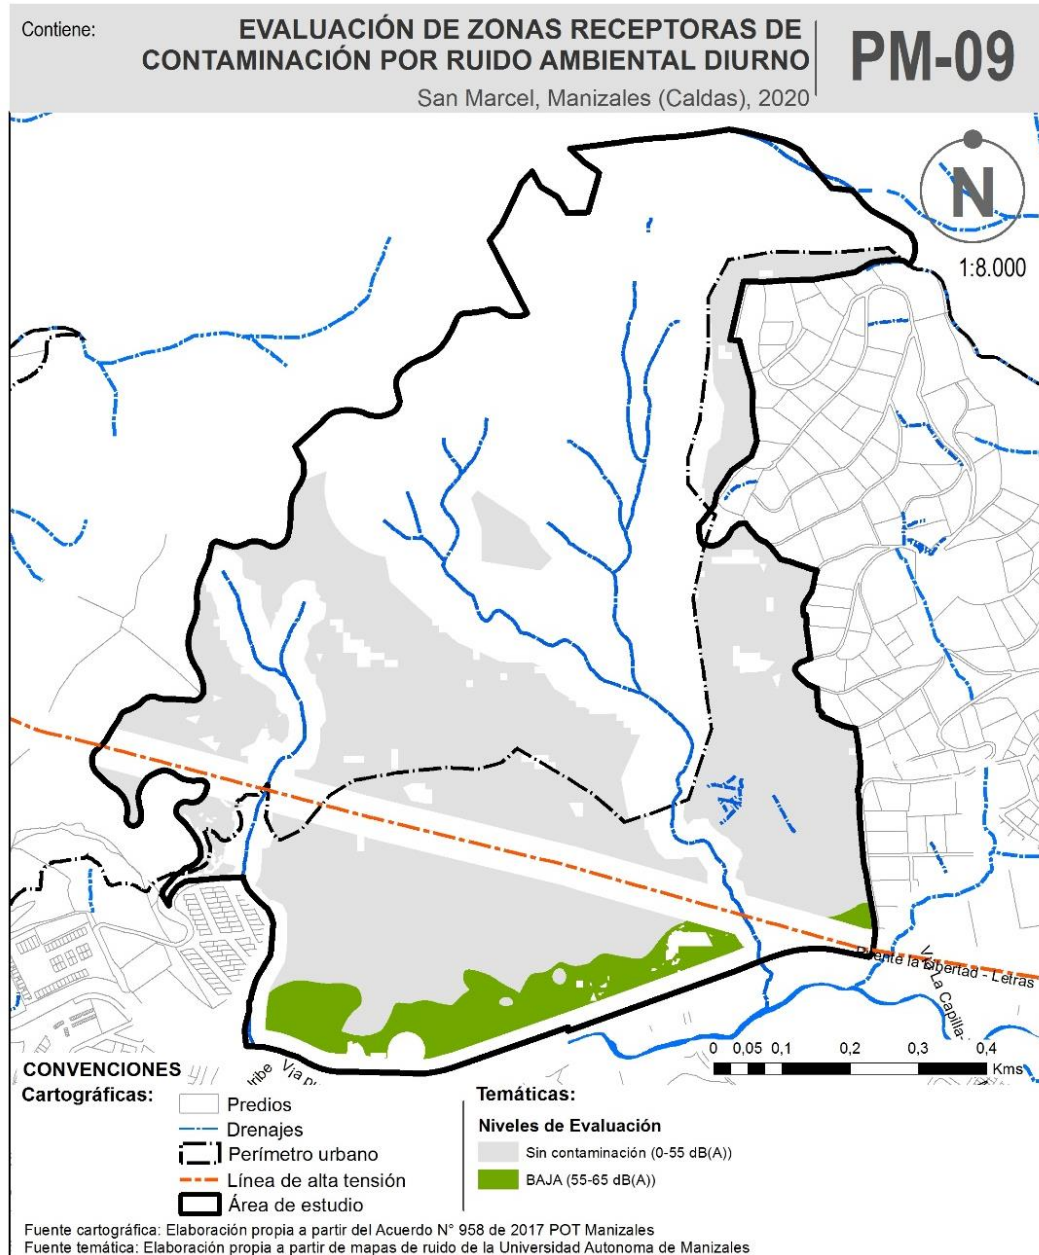 Contiene:
EVALUACIÓN DE ZONAS RECEPTORAS DE
CONTAMINACIÓN POR RUIDO AMBIENTAL DIURNO
San Marcel, Manizales (Caldas), 2020
PM-09
N
1:8.000
Puente la Libertad - Letras
La Capilla-
0 0,05 0,1 0,2 0,3 0,4
Kms
CONVENCIONES
Cartográficas:
Predios
Drenajes
Perímetro urbano
Línea de alta tensión
Área de estudio
Temáticas:
Niveles de Evaluación
Sin contaminación (0-55 dB(A))
BAJA (55-65 dB(A))
Fuente cartográfica: Elaboración propia a partir del Acuerdo N° 958 de 2017 POT Manizales
Fuente temática: Elaboración propia a partir de mapas de ruido de la Universidad Autonoma de Manizales